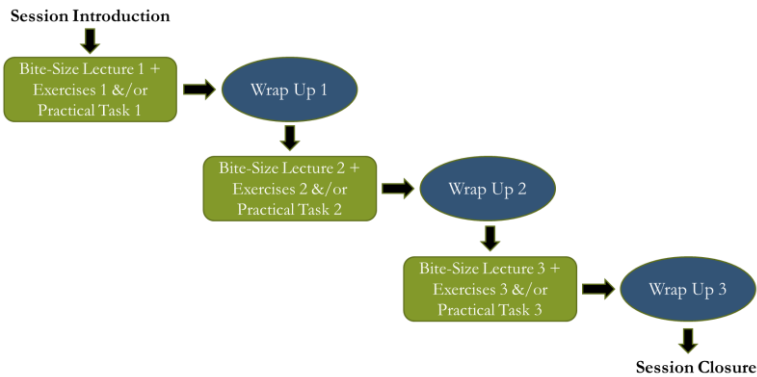 Session Introduction
Bite-Size Lecture 1 +
Exercises 1 &/or
Practical Task 1
Wrap Up 1
Bite-Size Lecture 2 +
Exercises 2 &/or
Practical Task 2
Wrap Up 2
Bite-Size Lecture 3 +
Exercises 3 &/or
Practical Task 3
Wrap Up 3
Session Closure